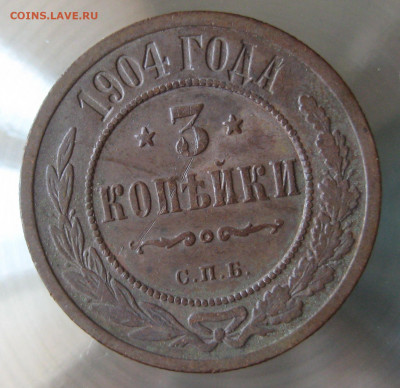 COINS.LAVE.RU
1904 ГОДА
3
КОПѢЙКИ
С.П.Б.